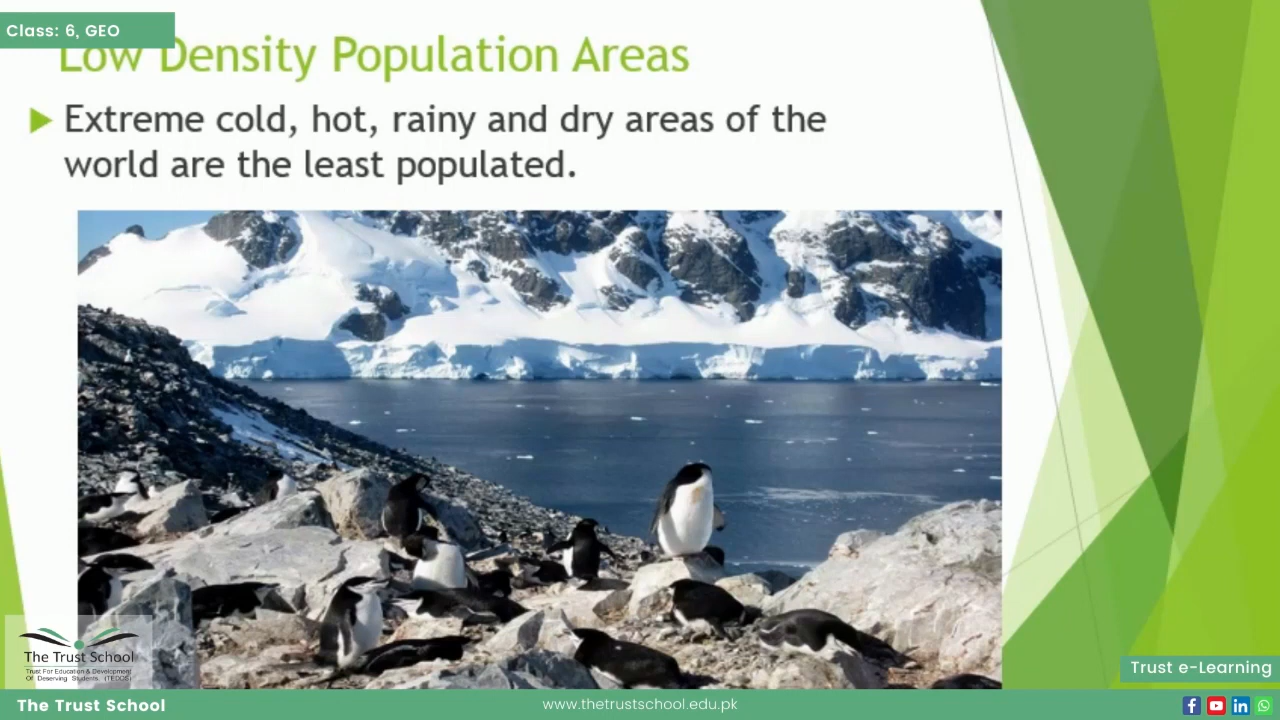 Class: 6, GEO
Low Density Population Areas
Extreme cold, hot, rainy and dry areas of the
world are the least populated.
The Trust School
Trust For Education & Development
Of Deserving Students. (TEDDS)
Trust e-Learning
The Trust School
www.thetrustschool.edu.pk